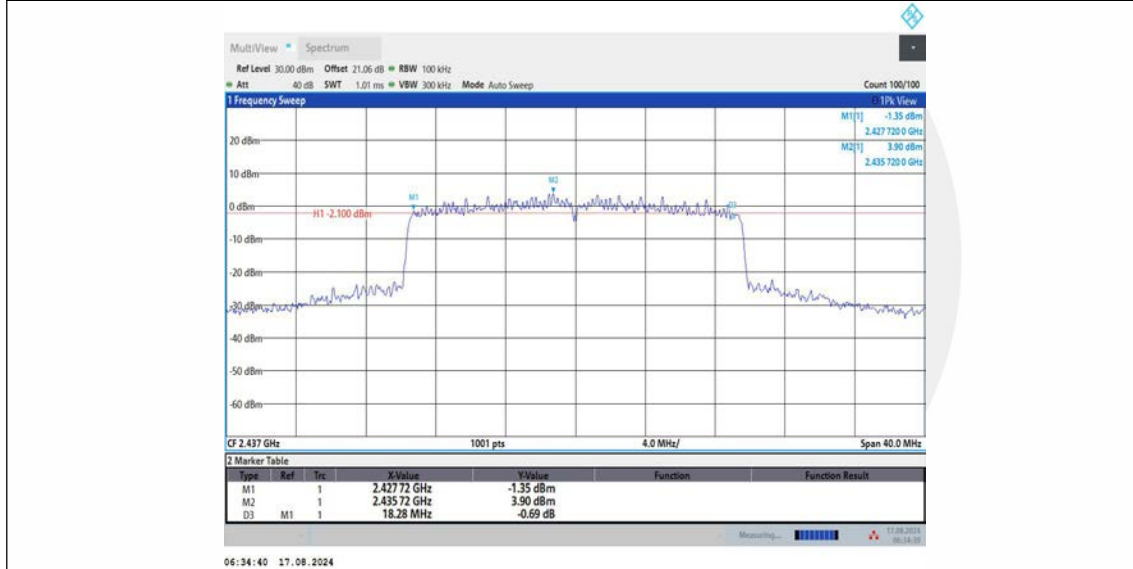 MultiView Spectrum
Ref Level 30.00 dBm Offset 21.06 dB RBW 100 kHz
Att 40 dB SWT 1.01 ms VBW 300 kHz Mode Auto Sweep Count 100/100
1 Frequency Sweep 1Pk View
M1[1] -1.35 dBm
2.427 720 0 GHz
20 dBm
M2[1] 3.90 dBm
2.435 720 0 GHz
10 dBm
M2
M1
0 dBm
D3
H1 -2.100 dBm
-10 dBm
-20 dBm
-30 dBm
-40 dBm
-50 dBm
-60 dBm
CF 2.437 GHz 1001 pts 4.0 MHz/ Span 40.0 MHz
2 Marker Table
Type Ref Trc X-Value Y-Value Function Function Result
M1 1 2.427 72 GHz -1.35 dBm
M2 1 2.435 72 GHz 3.90 dBm
D3 M1 1 18.28 MHz -0.69 dB
Measuring... 17.08.2024
06:34:39
06:34:40 17.08.2024